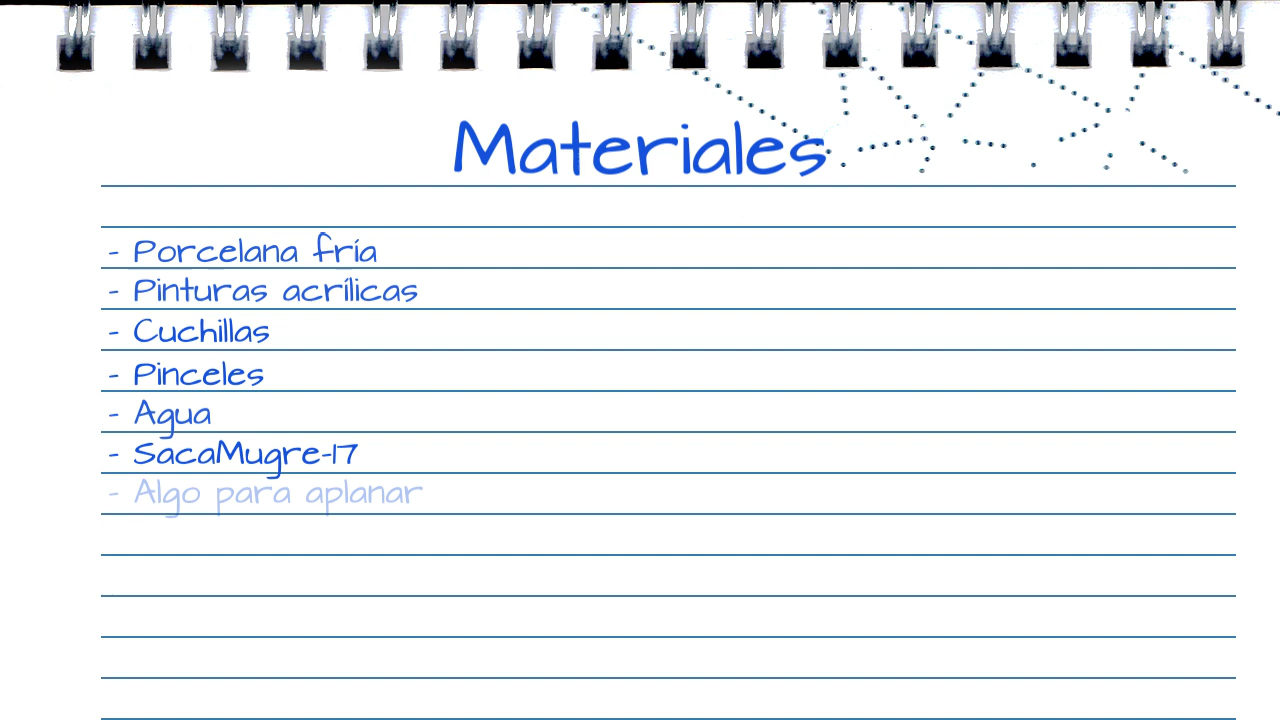 Materiales
- Porcelana fría
- Pinturas acrílicas
- Cuchillas
- Pinceles
- Agua
- SacaMugre-17
- Algo para aplanar